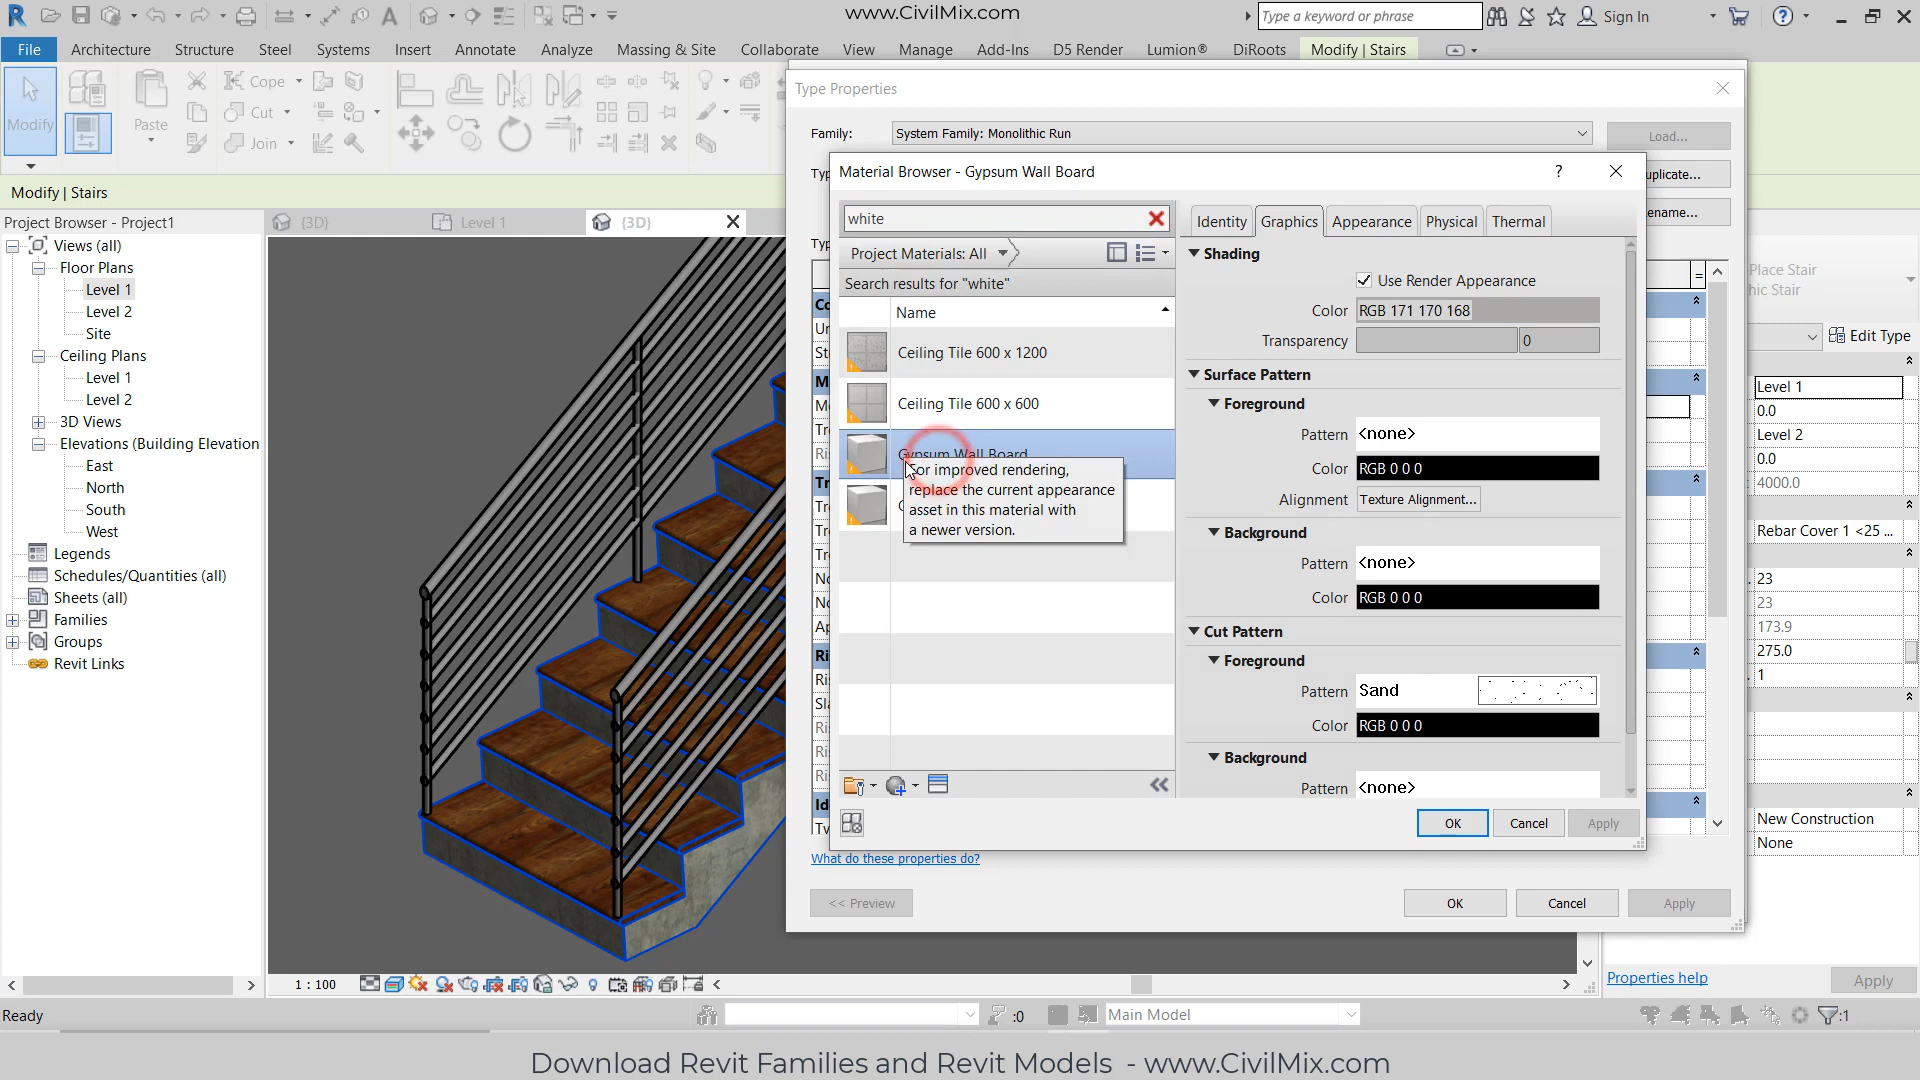 www.CivilMix.com
Type a keyword or phrase
Sign In
File
Architecture
Structure
Steel
Systems
Insert
Annotate
Analyze
Massing & Site
Collaborate
View
Manage
Add-Ins
D5 Render
Lumion®
DiRoots
Modify | Stairs
Modify
Paste
Cope
Cut
Join
Modify | Stairs
Project Browser - Project1
Views (all)
Floor Plans
Level 1
Level 2
Site
Ceiling Plans
Level 1
Level 2
3D Views
Elevations (Building Elevation
East
North
South
West
Legends
Schedules/Quantities (all)
Sheets (all)
Families
Groups
Revit Links
{3D}
Level 1
{3D}
Type Properties
Family:
System Family: Monolithic Run
Load...
uplicate...
ename...
Material Browser - Gypsum Wall Board
?
white
Project Materials: All
Search results for "white"
Name
Ceiling Tile 600 x 1200
Ceiling Tile 600 x 600
Gypsum Wall Board
For improved rendering,
replace the current appearance
asset in this material with
a newer version.
Identity
Graphics
Appearance
Physical
Thermal
Shading
Use Render Appearance
Color
RGB 171 170 168
Transparency
0
Surface Pattern
Foreground
Pattern
<none>
Color
RGB 0 0 0
Alignment
Texture Alignment...
Background
Pattern
<none>
Color
RGB 0 0 0
Cut Pattern
Foreground
Pattern
Sand
Color
RGB 0 0 0
Background
Pattern
<none>
OK
Cancel
Apply
What do these properties do?
<< Preview
OK
Cancel
Apply
Place Stair
hic Stair
Edit Type
Level 1
0.0
Level 2
0.0
4000.0
Rebar Cover 1 <25 ...
23
23
173.9
275.0
1
New Construction
None
Properties help
Apply
1 : 100
Ready
:0
Main Model
:1
Download Revit Families and Revit Models - www.CivilMix.com